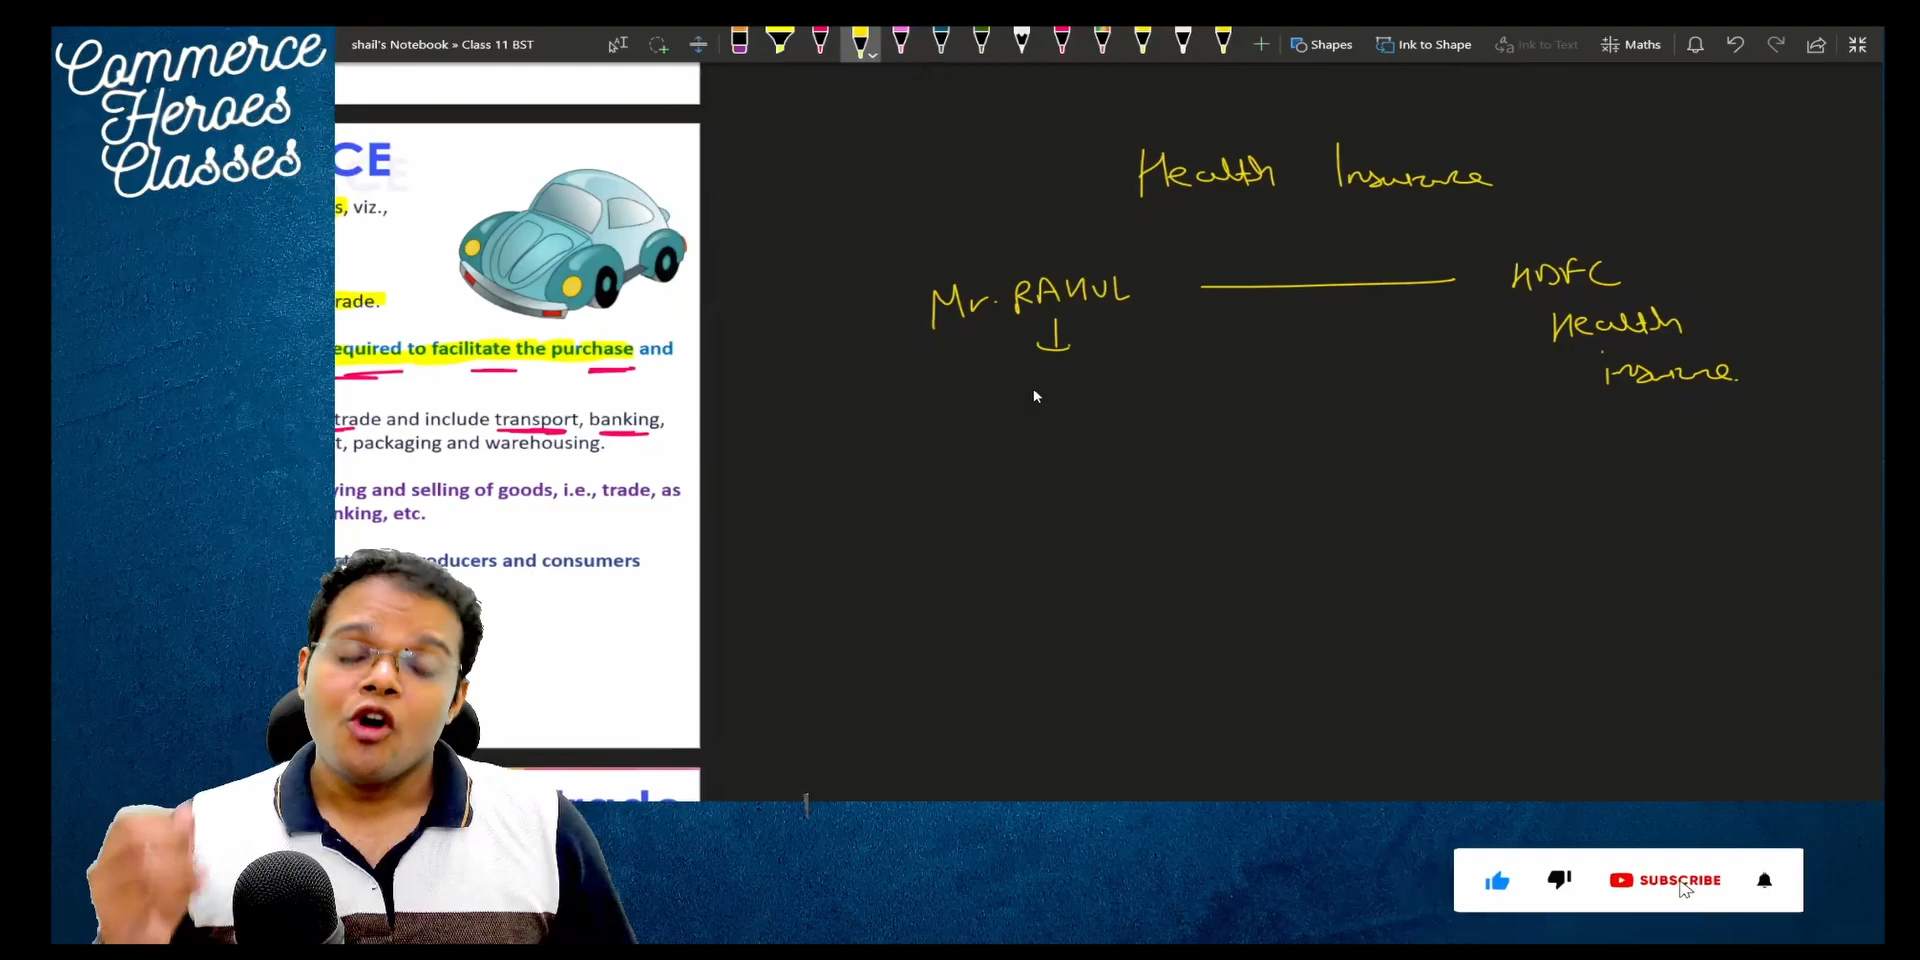 Commerce
Heroes
Classes
shail's Notebook » Class 11 BST
Shapes
Ink to Shape
Ink to Text
Maths
CE
s, viz.,
rade.
equired to facilitate the purchase and
trade and include transport, banking,
t, packaging and warehousing.
ying and selling of goods, i.e., trade, as
nking, etc.
oducers and consumers
Health Insurance
Mr. RAHUL
HDFC
Health
insurance.
SUBSCRIBE